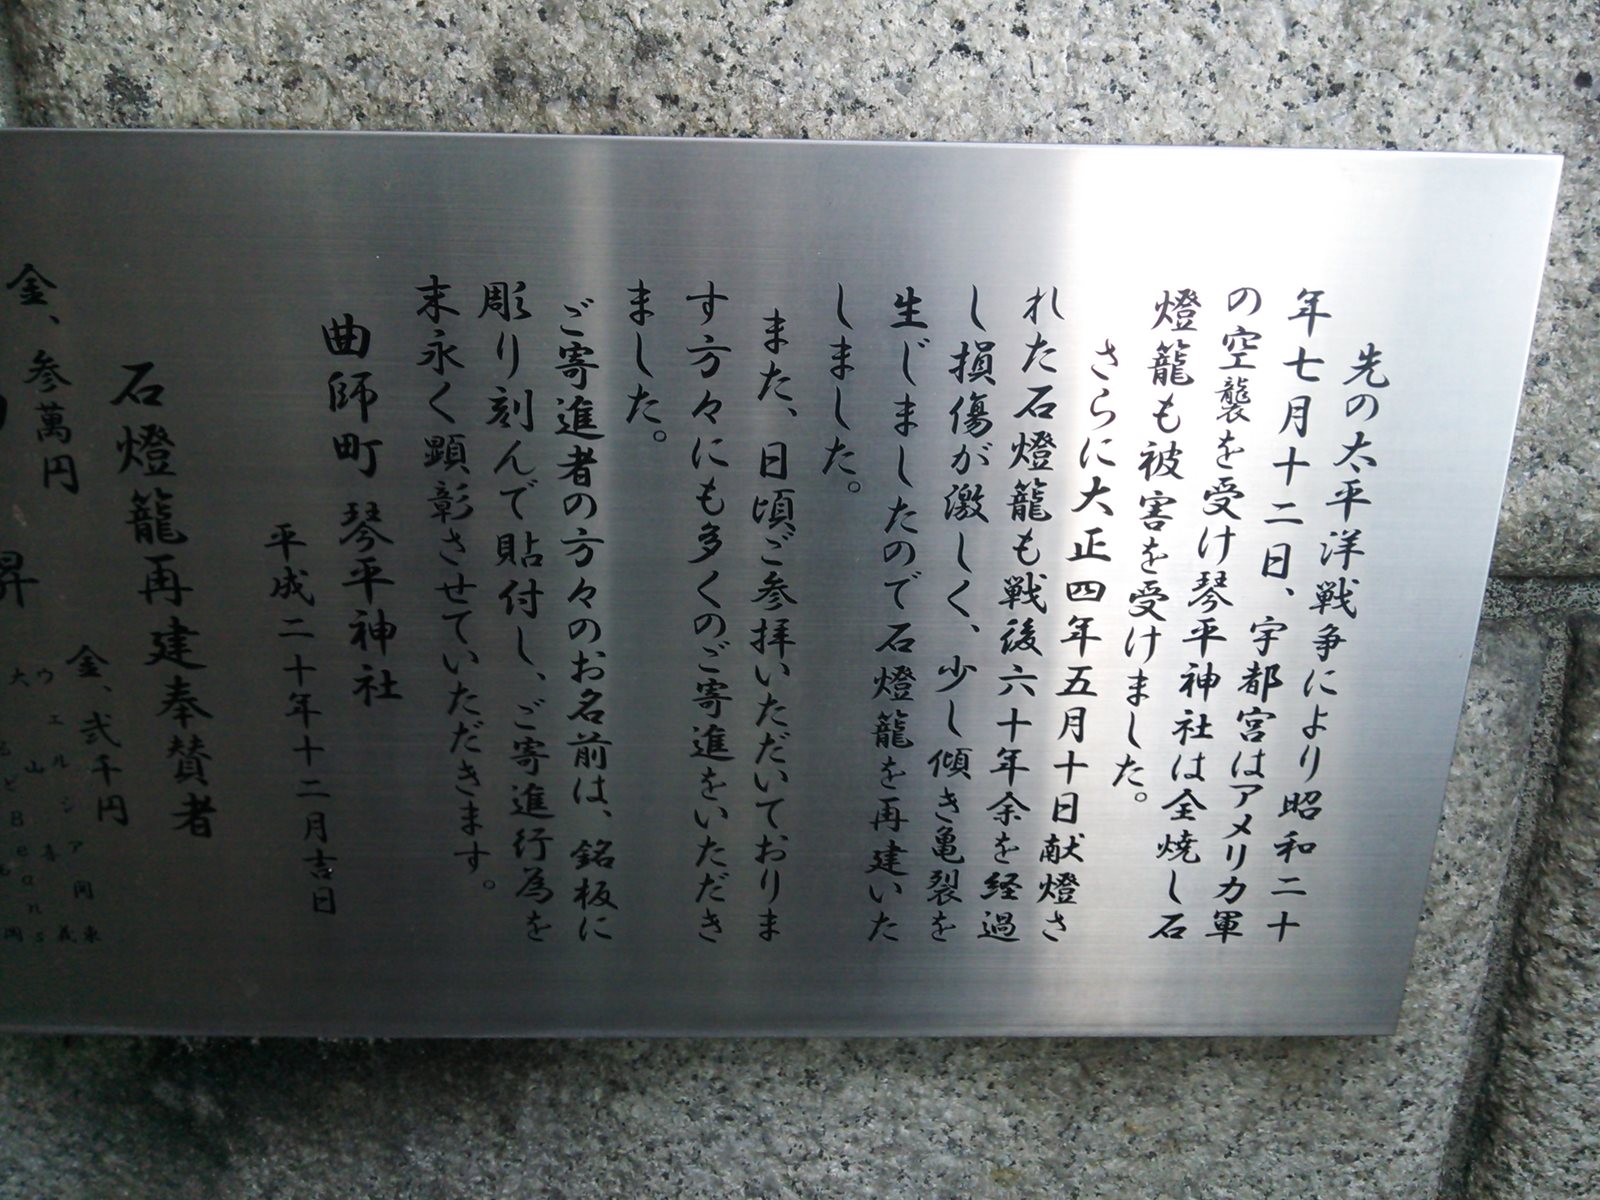 先の太平洋戦争により昭和二十
年七月十二日、宇都宮はアメリカ軍
の空襲を受け琴平神社は全焼し石
燈籠も被害を受けました。
さらに大正四年五月十日献燈さ
れた石燈籠も戦後六十年余を経過
し損傷が激しく、少し傾き亀裂を
生じましたので石燈籠を再建いた
しました。
また、日頃ご参拝いただいておりま
す方々にも多くのご寄進をいただき
ました。
ご寄進者の方々のお名前は、銘板に
彫り刻んで貼付し、ご寄進行為を
末永く顕彰させていただきます。
曲師町 琴平神社
平成二十年十二月吉日
石燈籠再建奉賛者
金、弐千円
ウエルシア関東
金、参萬円
昇